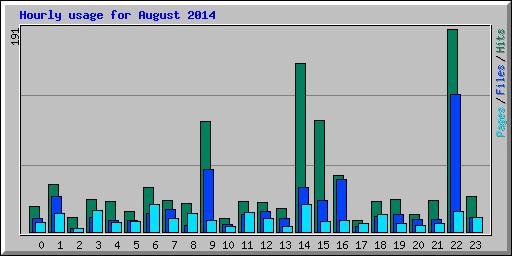 Hourly usage for August 2014
191
Pages/Files/Hits
0 1 2 3 4 5 6 7 8 9 10 11 12 13 14 15 16 17 18 19 20 21 22 23